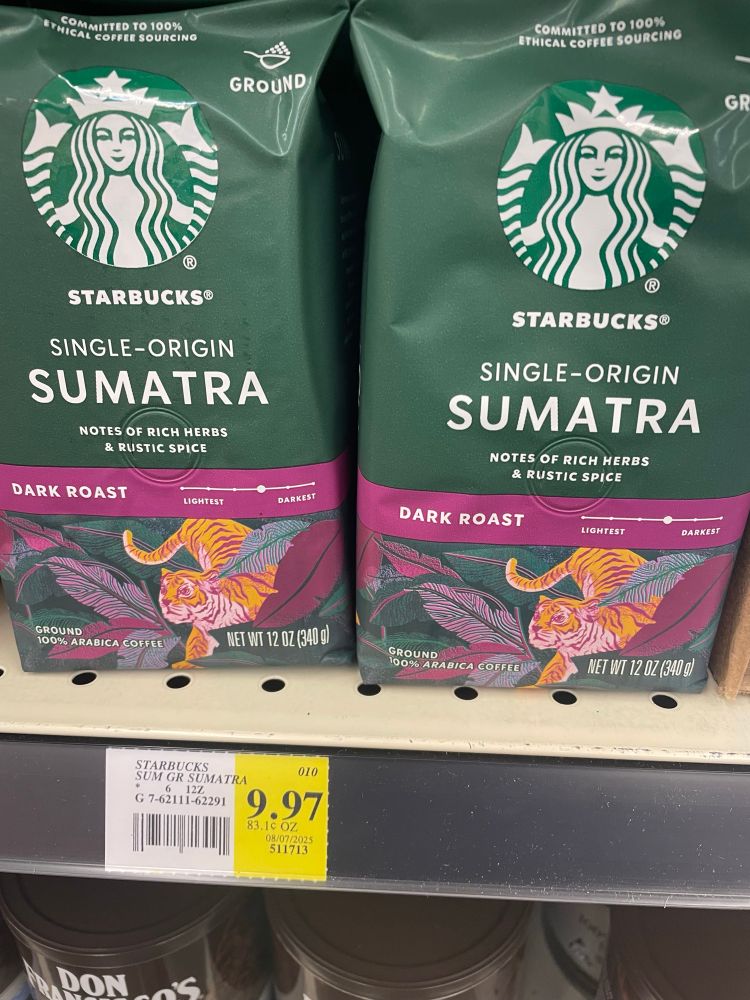 COMMITTED TO 100%
ETHICAL COFFEE SOURCING
GROUND
®
STARBUCKS®
SINGLE-ORIGIN
SUMATRA
NOTES OF RICH HERBS
& RUSTIC SPICE
DARK ROAST
LIGHTEST
DARKEST
GROUND
100% ARABICA COFFEE
NET WT 12 OZ (340 g)
COMMITTED TO 100%
ETHICAL COFFEE SOURCING
GR
®
STARBUCKS®
SINGLE-ORIGIN
SUMATRA
NOTES OF RICH HERBS
& RUSTIC SPICE
DARK ROAST
LIGHTEST
DARKEST
GROUND
100% ARABICA COFFEE
NET WT 12 OZ (340 g)
STARBUCKS
SUM GR SUMATRA
* 6 12Z
G 7-62111-62291
010
9.97
83.1¢ OZ
08/07/2025
511713
DON
FRANCISCO'S